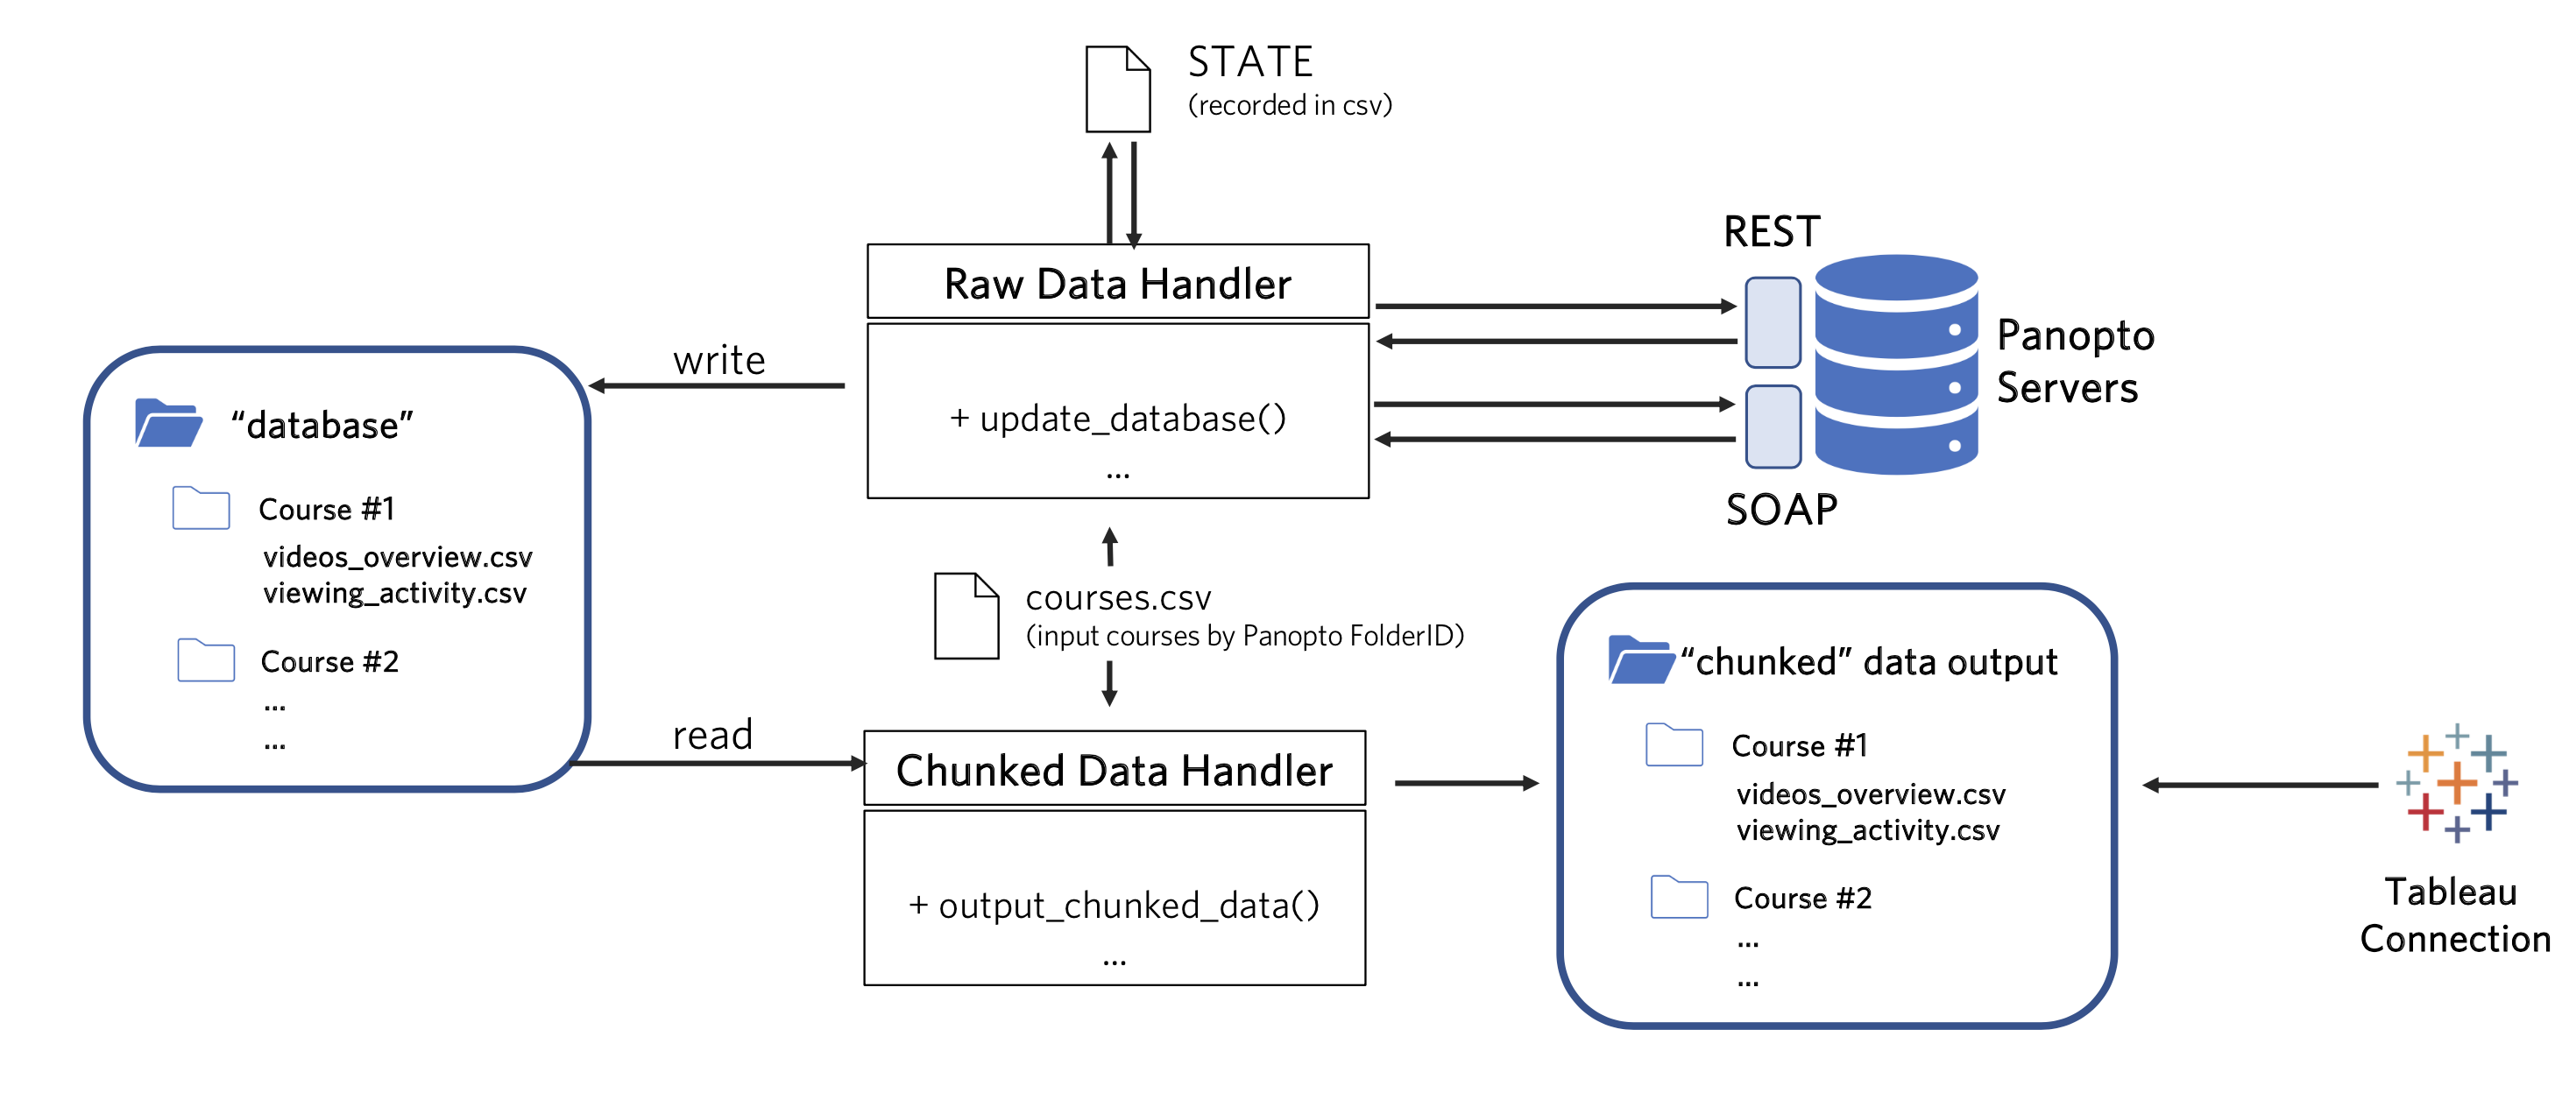 STATE
(recorded in csv)
REST
Raw Data Handler
Panopto
Servers
write
+ update_database()
...
“database”
Course #1
videos_overview.csv
viewing_activity.csv
Course #2
...
...
SOAP
courses.csv
(input courses by Panopto FolderID)
read
Chunked Data Handler
+ output_chunked_data()
...
“chunked” data output
Course #1
videos_overview.csv
viewing_activity.csv
Course #2
...
...
Tableau
Connection